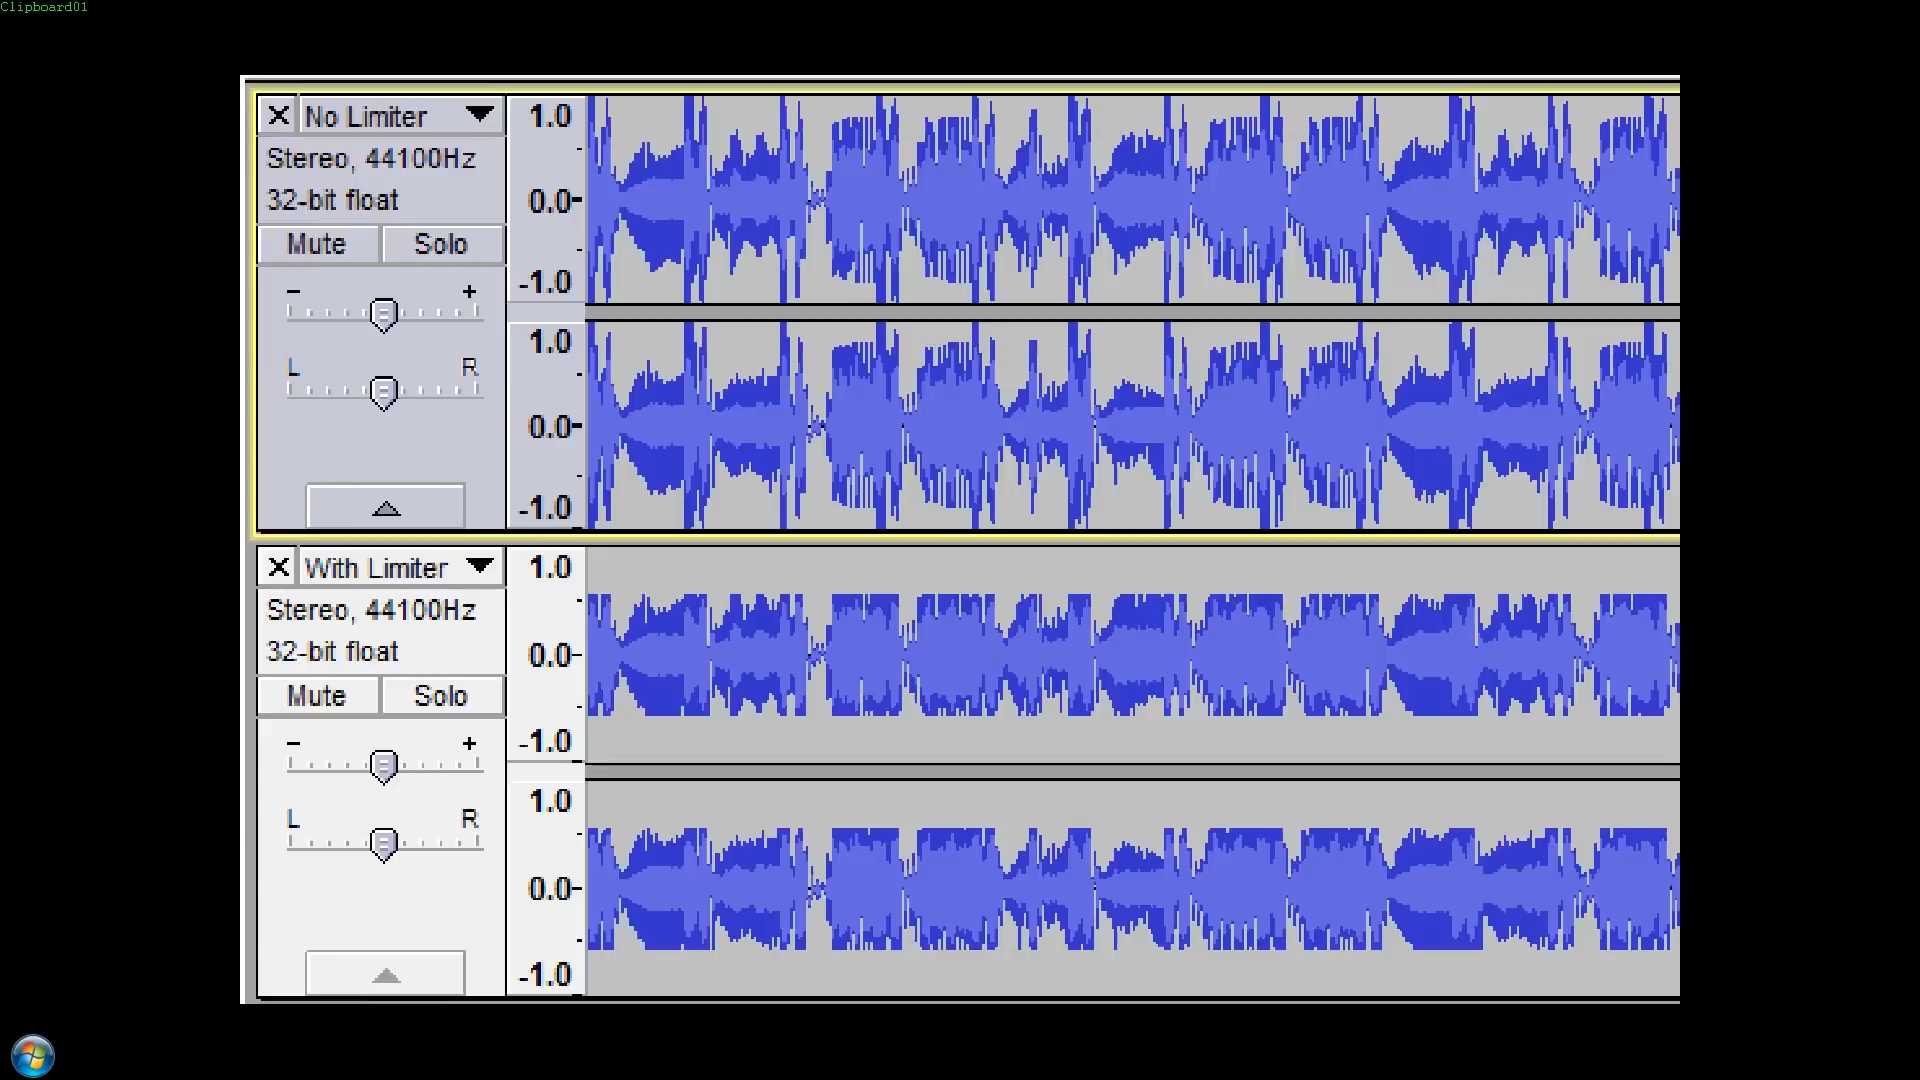 Clipboard01
X No Limiter
Stereo, 44100Hz
32-bit float
Mute Solo
- +
L R
1.0
0.0-
-1.0
1.0
0.0-
-1.0
X With Limiter
Stereo, 44100Hz
32-bit float
Mute Solo
- +
L R
1.0
0.0-
-1.0
1.0
0.0-
-1.0